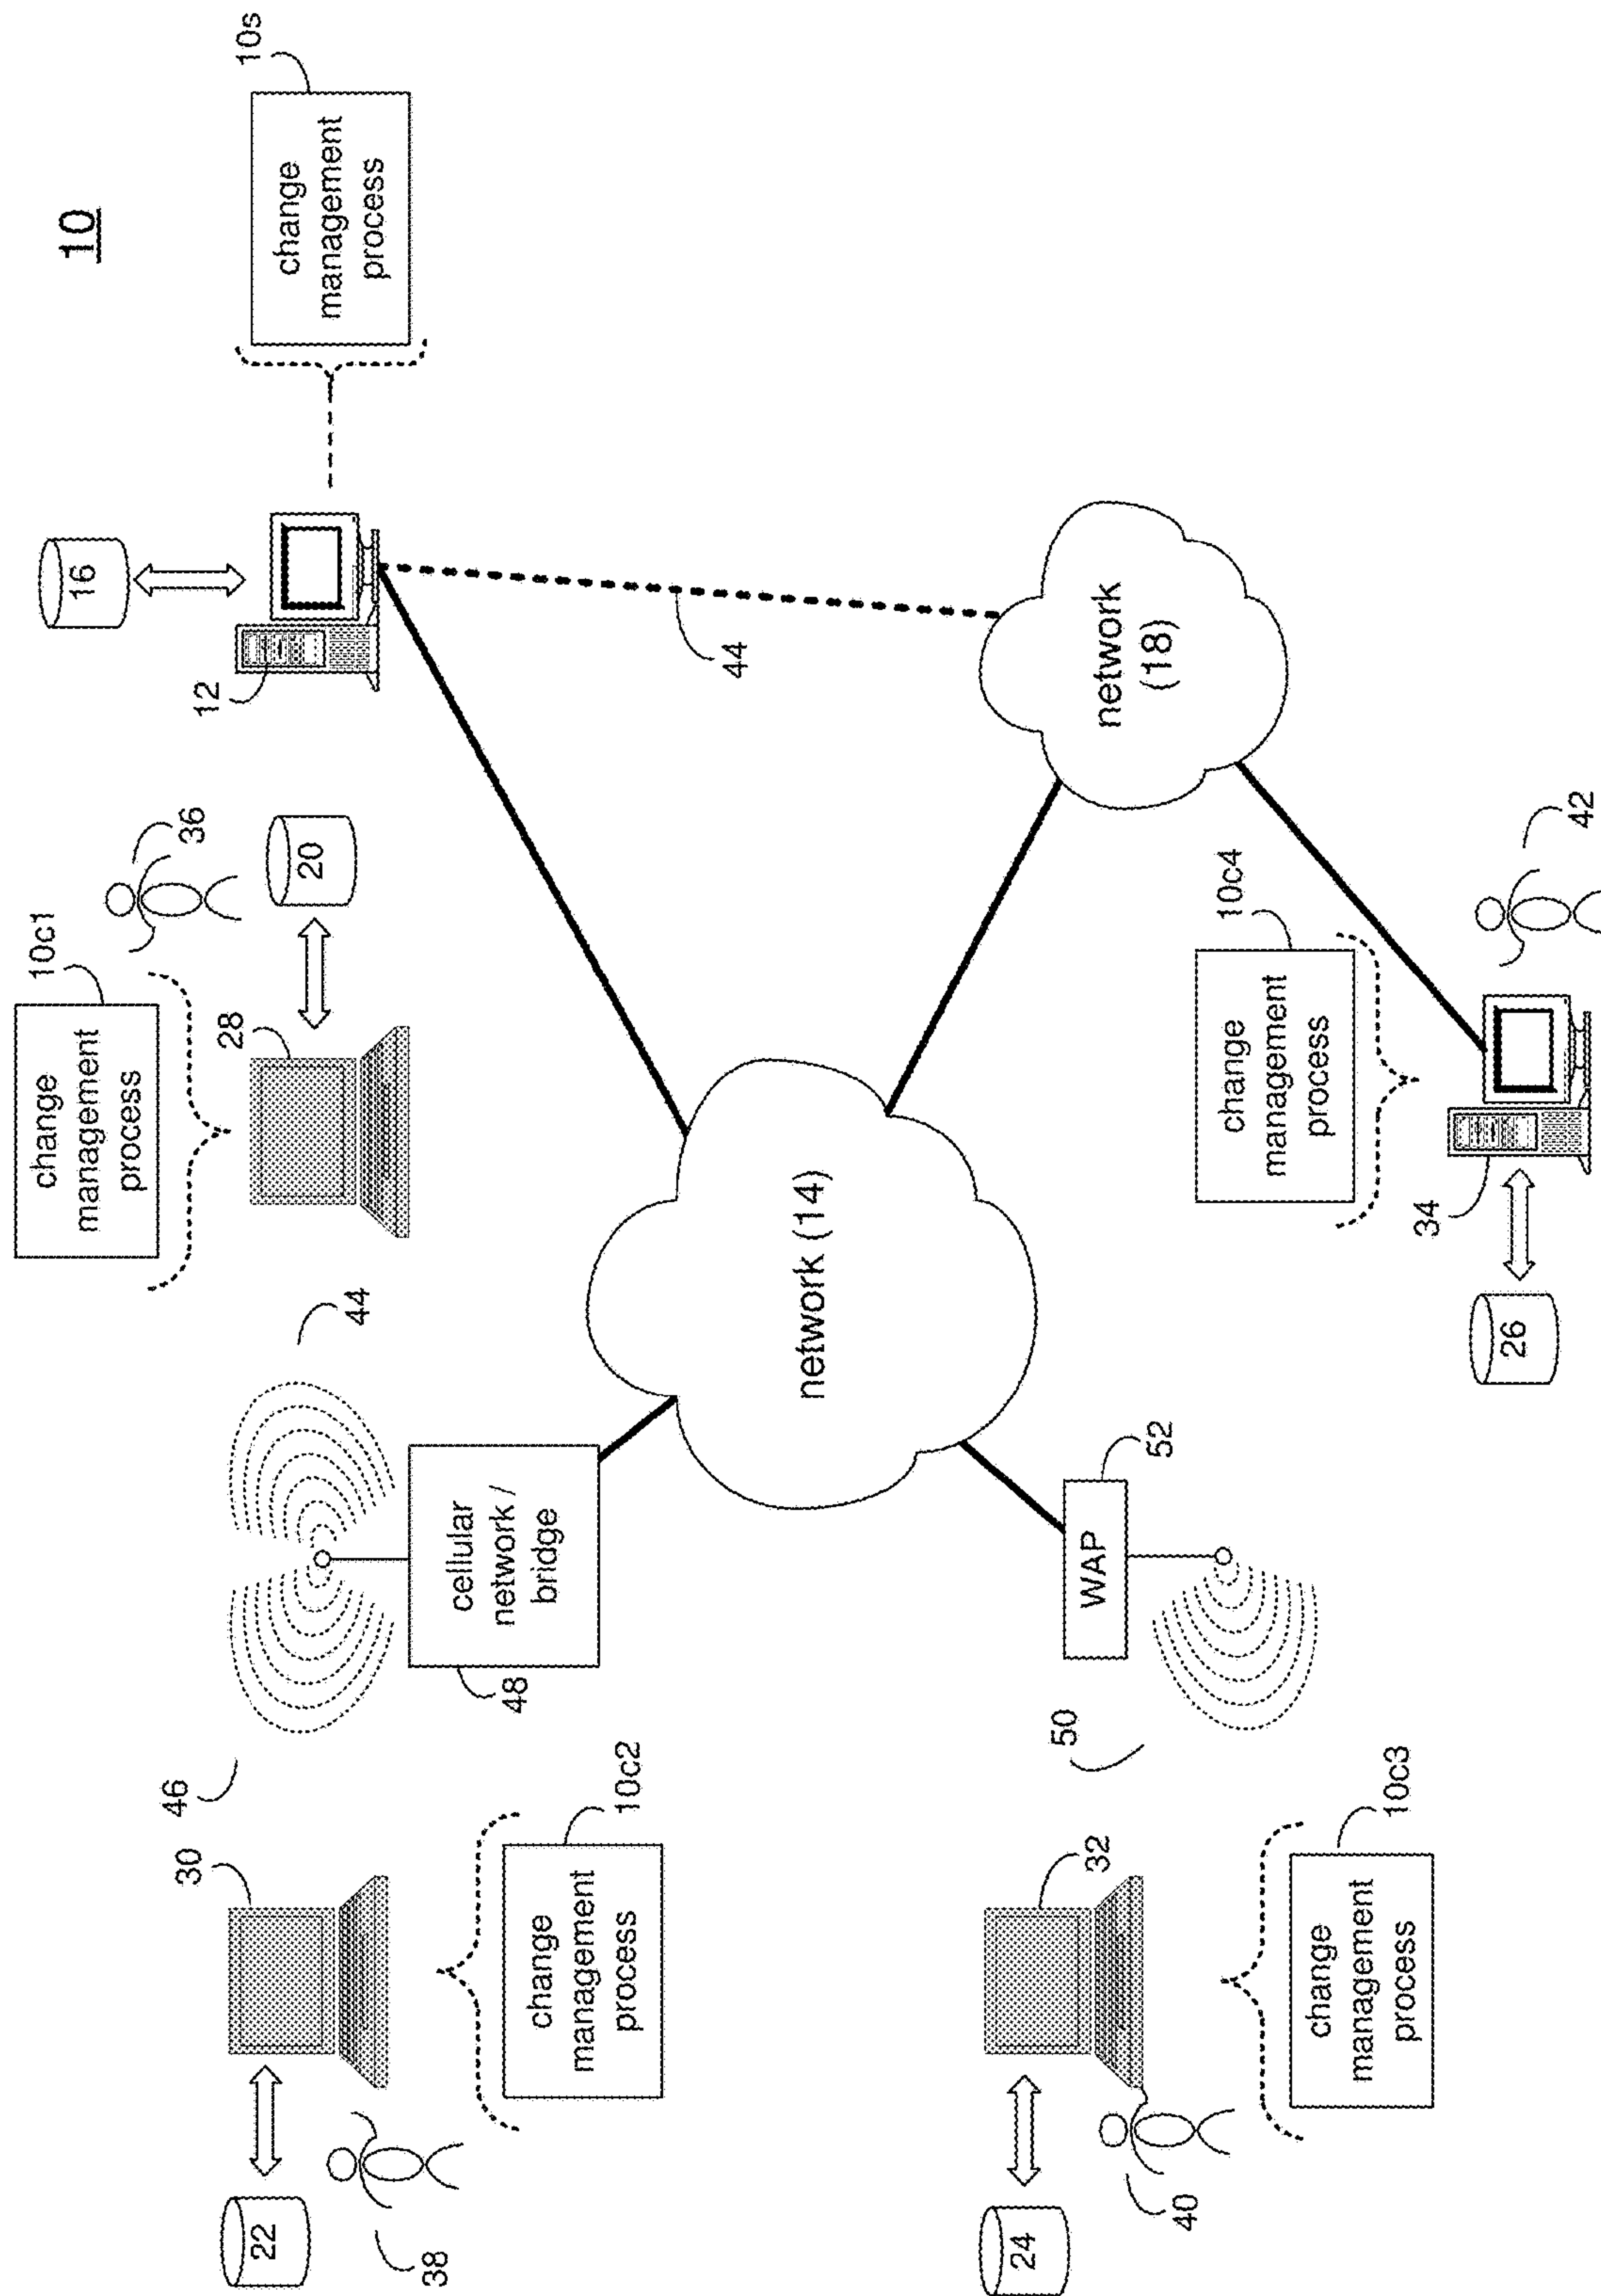 10
16
12
change
management
process
10s
change
management
process
10c1
36
20
28
44
44
46
cellular
network /
bridge
48
30
22
38
change
management
process
10c2
network (14)
network
(18)
WAP
52
50
32
24
40
change
management
process
10c3
change
management
process
10c4
34
26
42